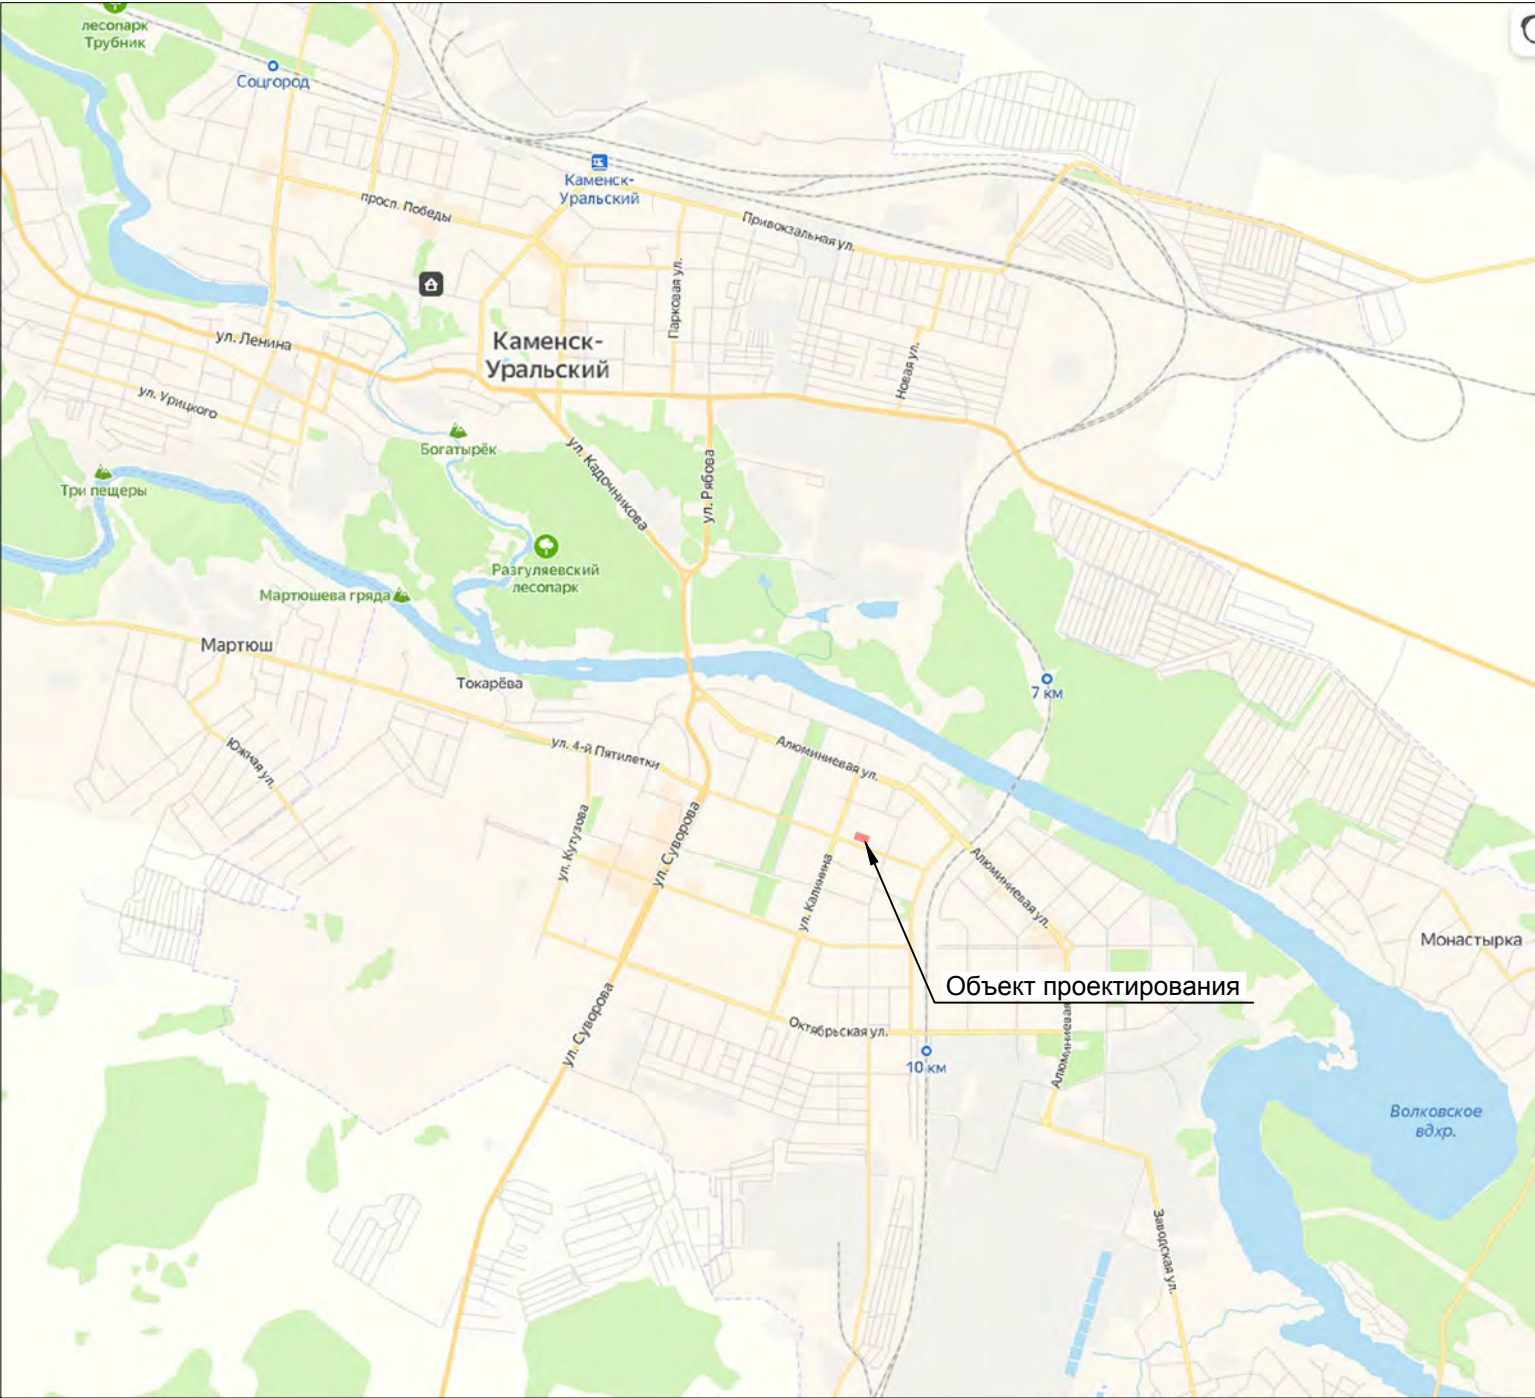 лесопарк
Трубник
Соцгород
Каменск-
Уральский
просп. Победы
Привокзальная ул.
Парковая ул.
ул. Ленина
Каменск-
Уральский
Новая ул.
ул. Урицкого
Богатырёк
ул. Кадочникова
ул. Рябова
Три пещеры
Разгуляевский
лесопарк
Мартюшева гряда
Мартюш
Токарёва
7 км
Южная ул.
ул. 4-й Пятилетки
Алюминиевая ул.
ул. Кутузова
ул. Суворова
ул. Калинина
Алюминиевая ул.
Монастырка
Объект проектирования
ул. Суворова
Октябрьская ул.
Алюминиевая
10 км
Волковское
вдхр.
Заводская ул.